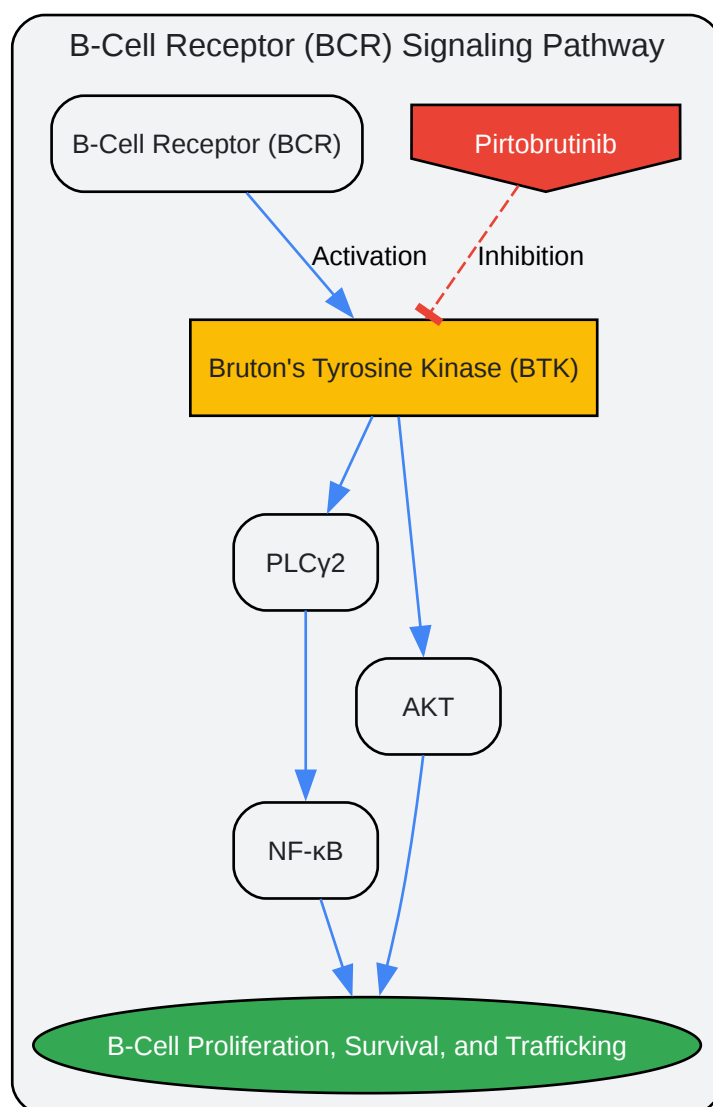 B-Cell Receptor (BCR) Signaling Pathway
B-Cell Receptor (BCR)
Pirtobrutinib
Activation
Inhibition
Bruton's Tyrosine Kinase (BTK)
PLCγ2
AKT
NF-κB
B-Cell Proliferation, Survival, and Trafficking